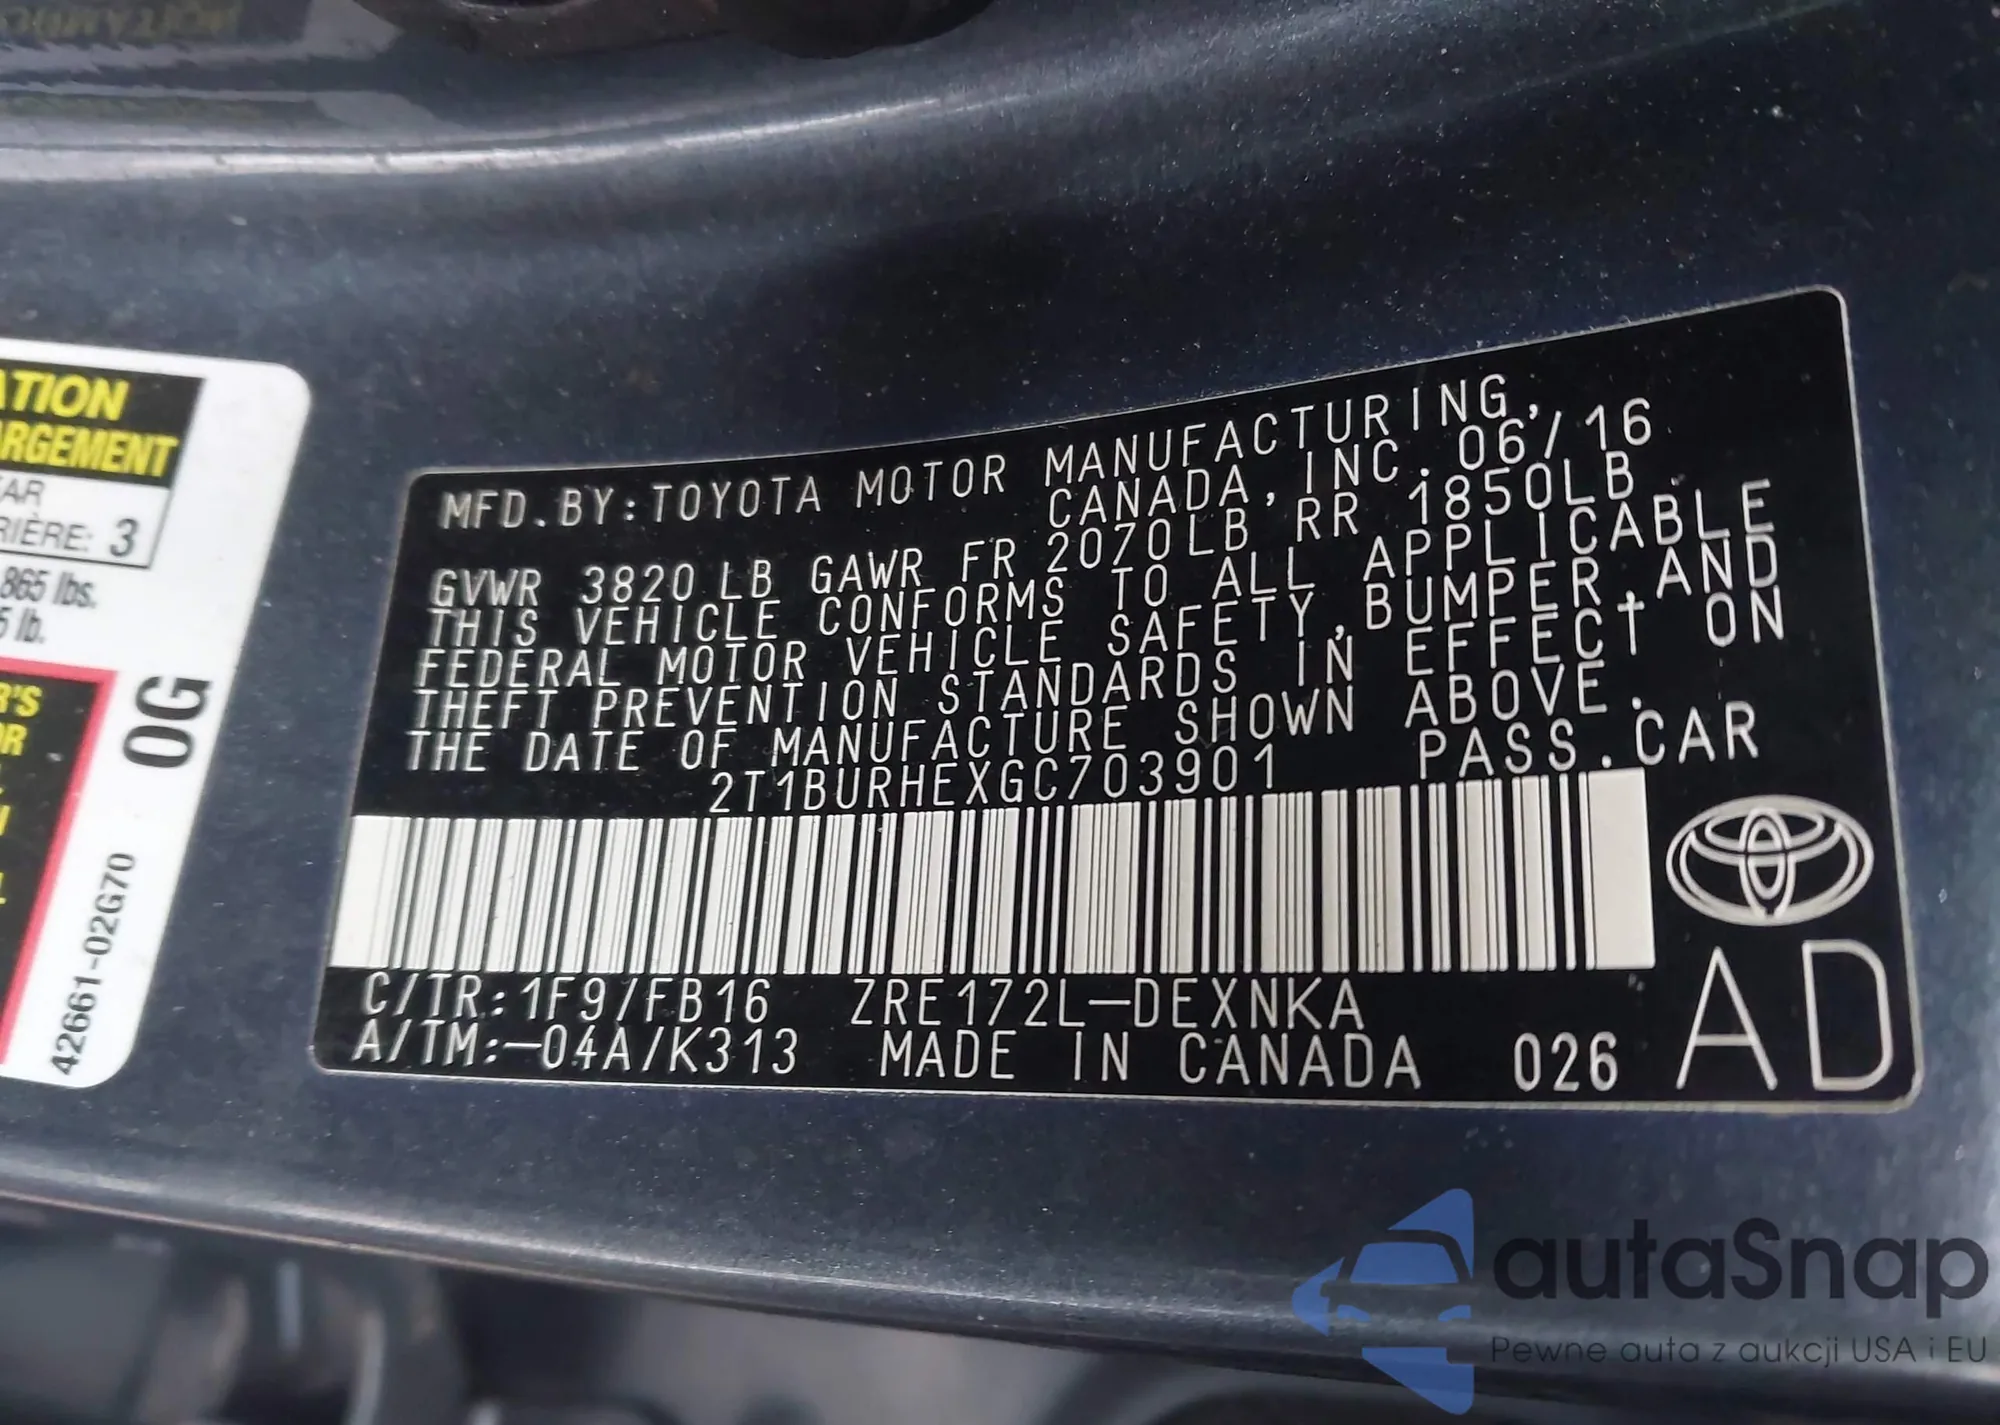 ATION
ARGEMENT
RIÈRE: 3
865 lbs.
5 lb.
0G
R'S
42661-02G70
MFD.BY:TOYOTA MOTOR MANUFACTURING,
CANADA, INC. 06/16
GVWR 3820LB GAWR FR 2070LB RR 1850LB
THIS VEHICLE CONFORMS TO ALL APPLICABLE
FEDERAL MOTOR VEHICLE SAFETY,BUMPER,AND
THEFT PREVENTION STANDARDS IN EFFECT ON
THE DATE OF MANUFACTURE SHOWN ABOVE.
2T1BURHEXGC703901 PASS.CAR
C/TR:1F9/FB16 ZRE172L-DEXNKA
A/TM:-04A/K313 MADE IN CANADA 026
AD
autaSnap
Pewne auta z aukcji USA i EU